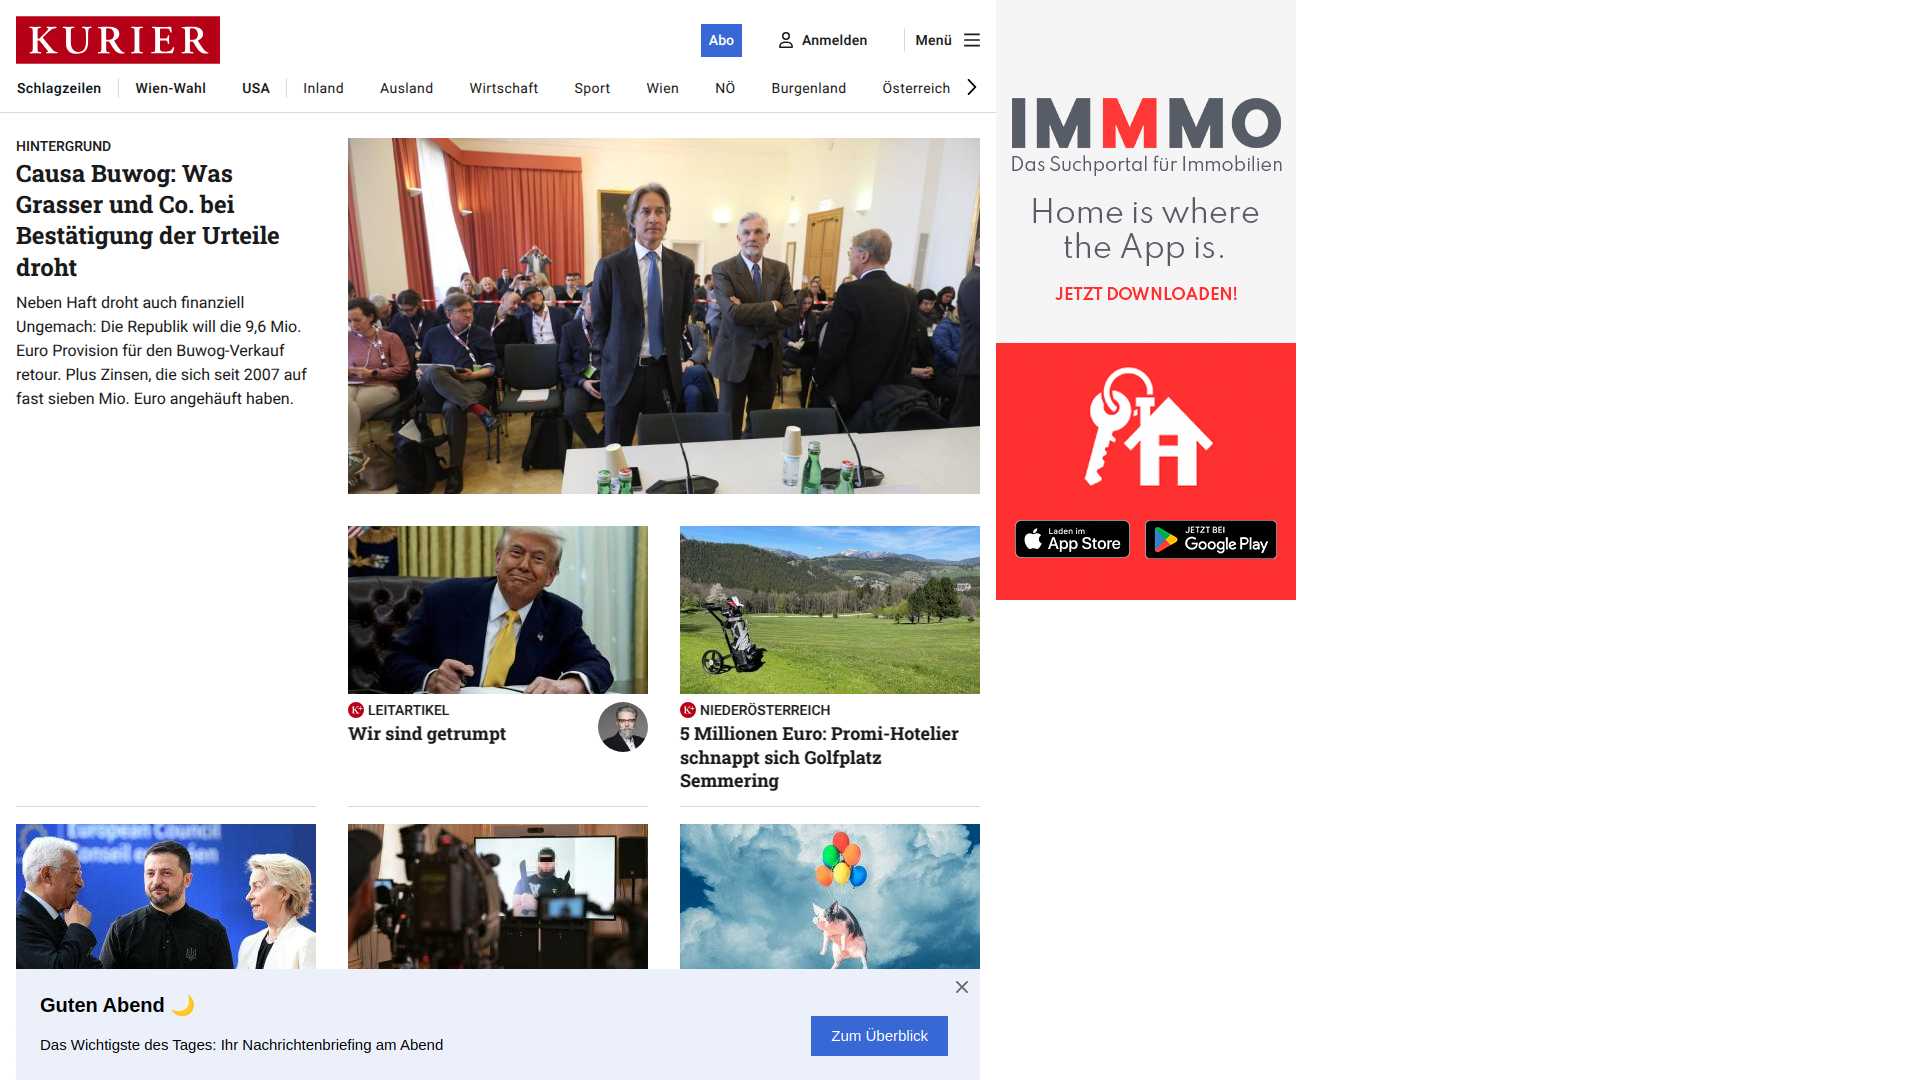 KURIER
Abo
Anmelden
Menü
Schlagzeilen
Wien-Wahl
USA
Inland
Ausland
Wirtschaft
Sport
Wien
NÖ
Burgenland
Österreich
HINTERGRUND
Causa Buwog: Was
Grasser und Co. bei
Bestätigung der Urteile
droht
Neben Haft droht auch finanziell
Ungemach: Die Republik will die 9,6 Mio.
Euro Provision für den Buwog-Verkauf
retour. Plus Zinsen, die sich seit 2007 auf
fast sieben Mio. Euro angehäuft haben.
K+ LEITARTIKEL
Wir sind getrumpt
K+ NIEDERÖSTERREICH
5 Millionen Euro: Promi-Hotelier
schnappt sich Golfplatz
Semmering
European Council
Guten Abend 🌙
Das Wichtigste des Tages: Ihr Nachrichtenbriefing am Abend
Zum Überblick
IMMMO
Das Suchportal für Immobilien
Home is where
the App is.
JETZT DOWNLOADEN!
Laden im
App Store
JETZT BEI
Google Play